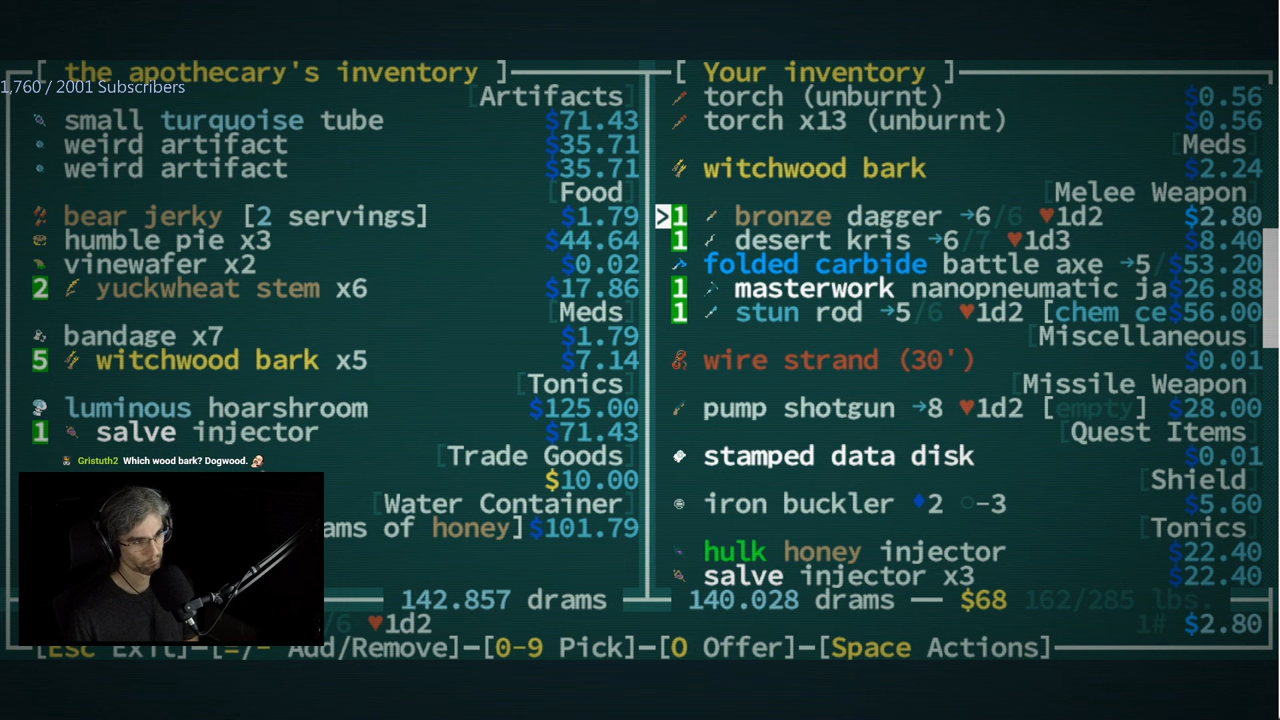 [ the apothecary's inventory ]
1,760 / 2001 Subscribers
[Artifacts]
small turquoise tube $71.43
weird artifact $35.71
weird artifact $35.71
[Food]
bear jerky [2 servings] $1.79
humble pie x3 $44.64
vinewafer x2 $0.02
2 yuckwheat stem x6 $17.86
[Meds]
bandage x7 $1.79
5 witchwood bark x5 $7.14
[Tonics]
luminous hoarshroom $125.00
1 salve injector $71.43
Gristuth2 Which wood bark? Dogwood.
[Trade Goods]
$10.00
[Water Container]
ams of honey] $101.79
142.857 drams
[ Your inventory ]
torch (unburnt) $0.56
torch x13 (unburnt) $0.56
[Meds]
witchwood bark $2.24
[Melee Weapon]
>1 bronze dagger →6/6 ♥1d2 $2.80
1 desert kris →6/7 ♥1d3 $8.40
folded carbide battle axe →5/ $53.20
1 masterwork nanopneumatic ja $26.88
1 stun rod →5/6 ♥1d2 [chem ce $56.00
[Miscellaneous]
wire strand (30') $0.01
[Missile Weapon]
pump shotgun →8 ♥1d2 [empty] $28.00
[Quest Items]
stamped data disk $0.01
[Shield]
iron buckler ♦2 ○-3 $5.60
[Tonics]
hulk honey injector $22.40
salve injector x3 $22.40
140.028 drams — $68 162/285 lbs.
/6 ♥1d2 1# $2.80
[Esc Exit]-[=/- Add/Remove]-[0-9 Pick]-[O Offer]-[Space Actions]